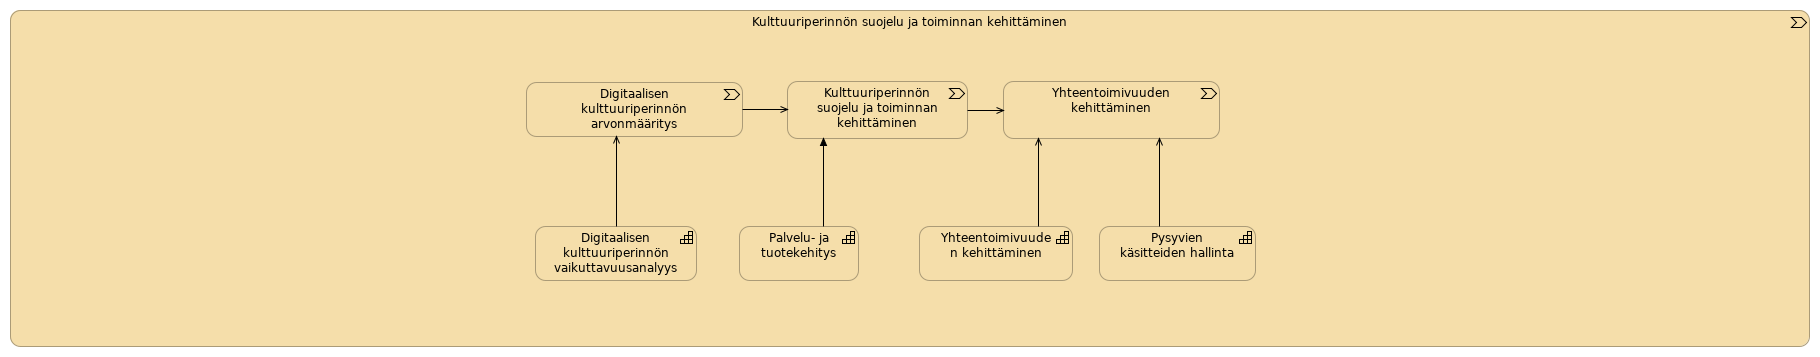 Kulttuuriperinnön suojelu ja toiminnan kehittäminen
Digitaalisen
kulttuuriperinnön
arvonmääritys
Kulttuuriperinnön
suojelu ja toiminnan
kehittäminen
Yhteentoimivuuden
kehittäminen
Digitaalisen
kulttuuriperinnön
vaikuttavuusanalyys
Palvelu- ja
tuotekehitys
Yhteentoimivuude
n kehittäminen
Pysyvien
käsitteiden hallinta